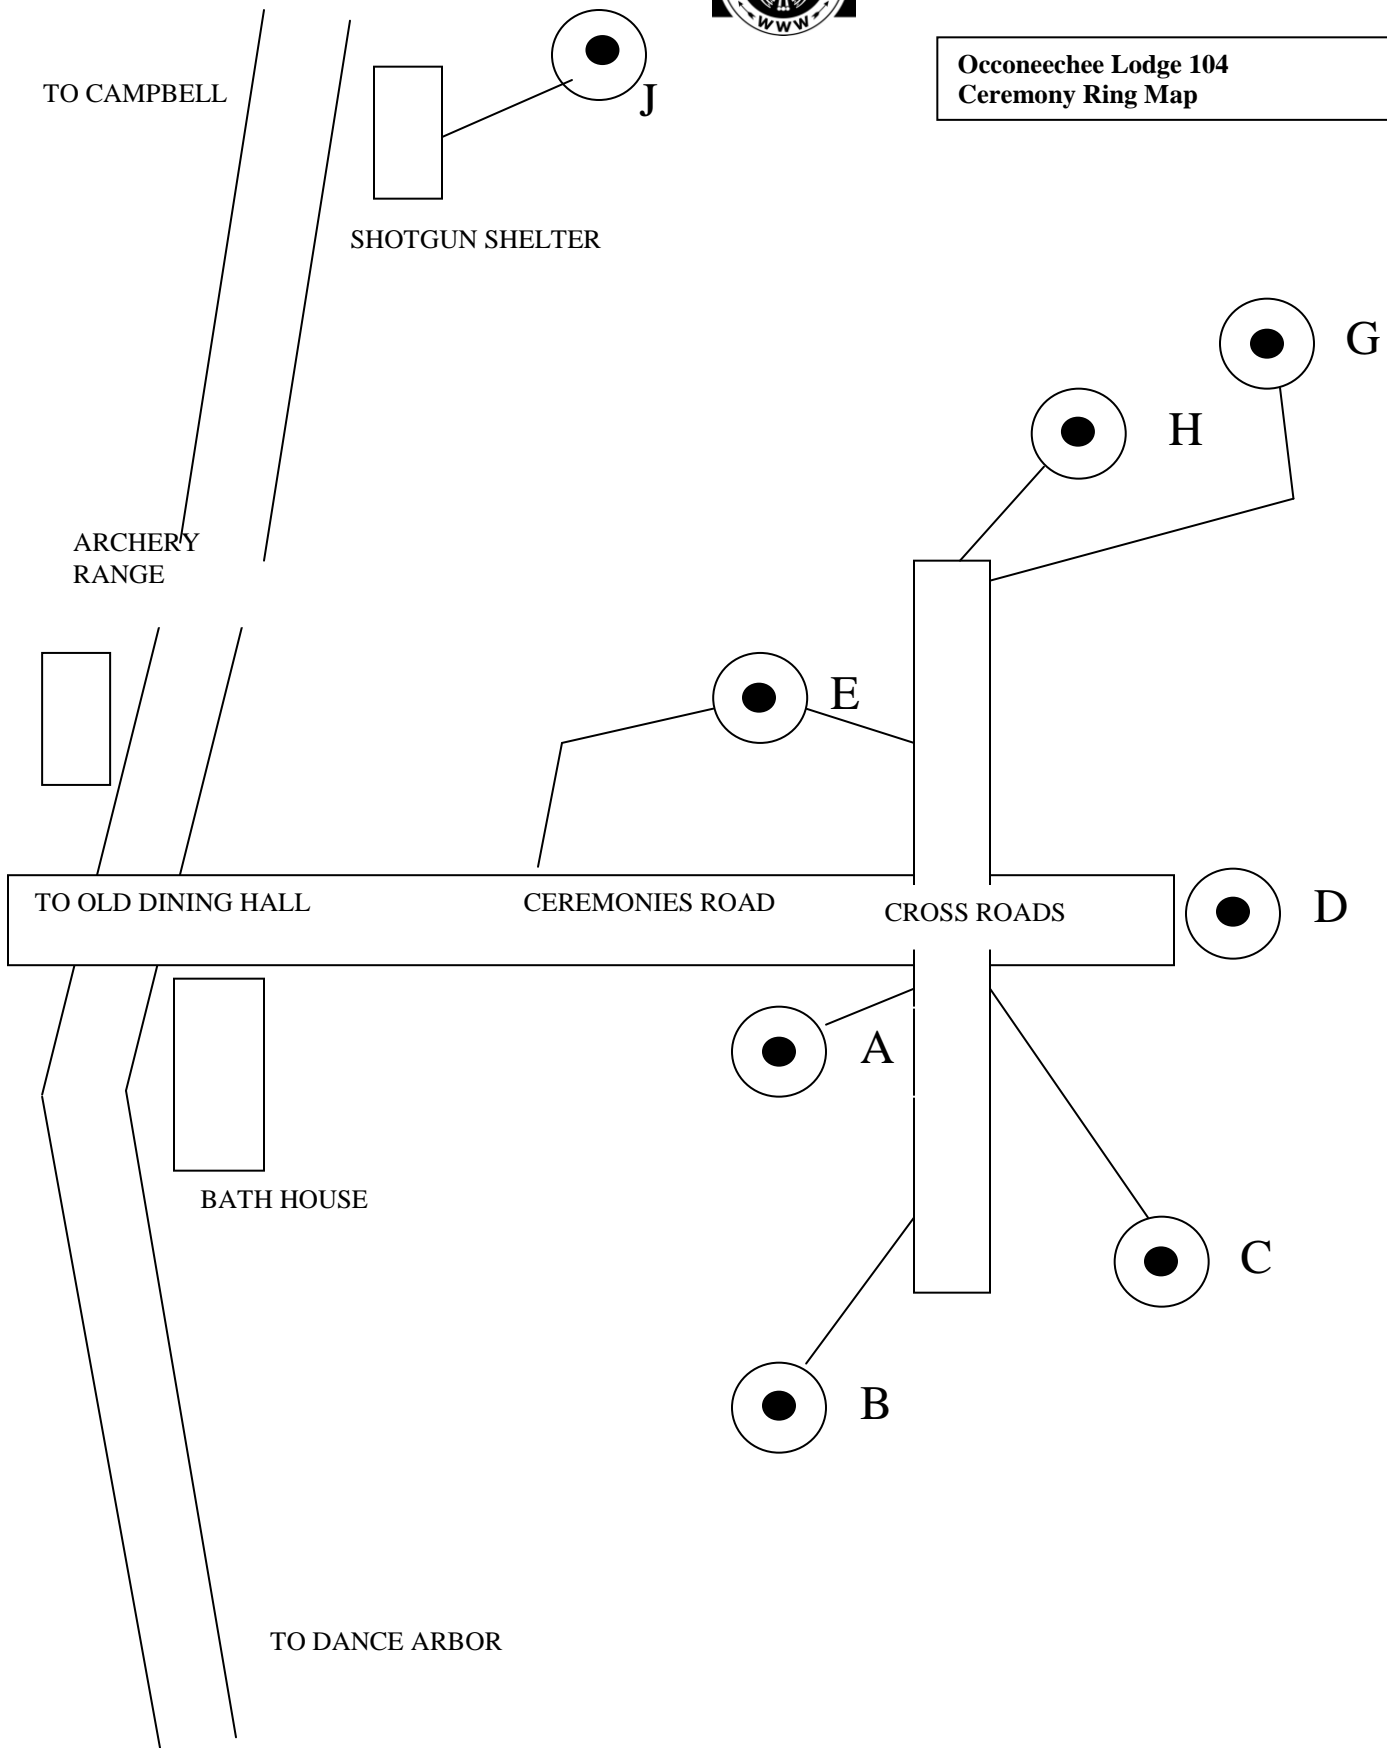 WWW
Occoneechee Lodge 104
Ceremony Ring Map
TO CAMPBELL
J
SHOTGUN SHELTER
G
H
ARCHERY
RANGE
E
TO OLD DINING HALL
CEREMONIES ROAD
CROSS ROADS
D
A
BATH HOUSE
C
B
TO DANCE ARBOR